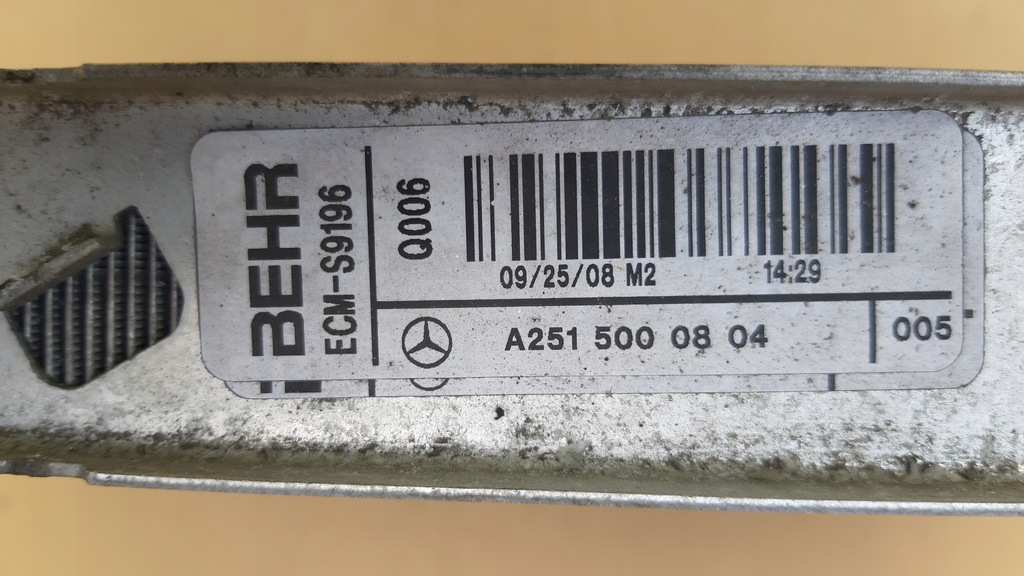 BEHR
ECM-S9196
Q006
09/25/08 M2 14:29
A251 500 08 04
005